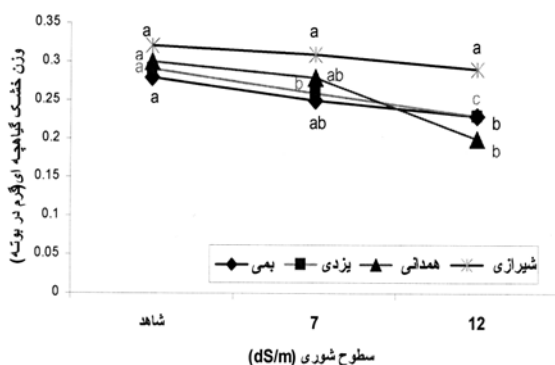 وزن خشک گیاهچه ای(گرم در بوته)
0.35
a
a
a
0.3
a
a
ab
b
0.25
a
ab
c
b
0.2
b
0.15
0.1
0.05
بمی
یزدی
همدانی
شیرازی
0
شاهد
7
12
سطوح شوری (dS/m)